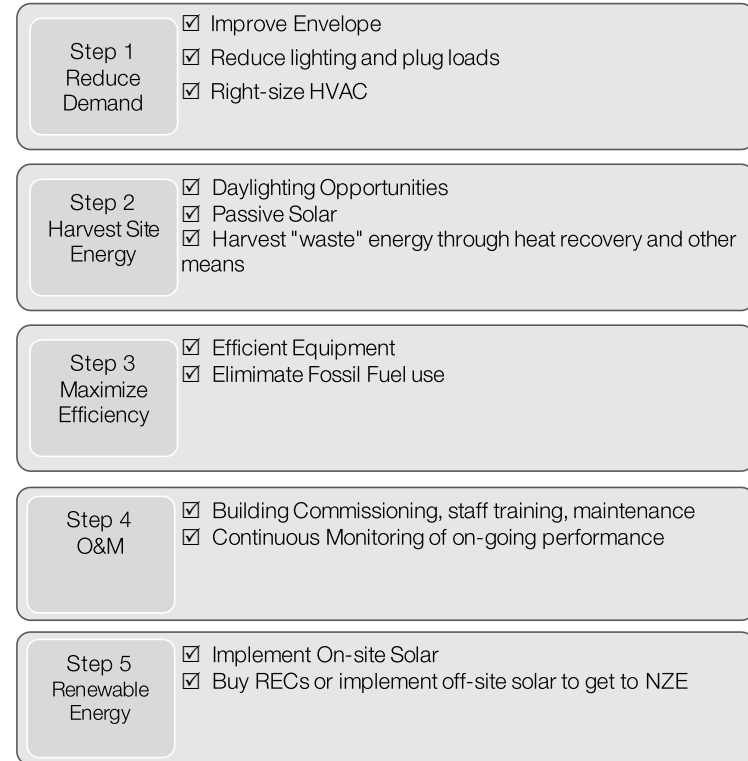 Step 1
Reduce
Demand
☑ Improve Envelope
☑ Reduce lighting and plug loads
☑ Right-size HVAC
Step 2
Harvest Site
Energy
☑ Daylighting Opportunities
☑ Passive Solar
☑ Harvest "waste" energy through heat recovery and other
means
Step 3
Maximize
Efficiency
☑ Efficient Equipment
☑ Elimimate Fossil Fuel use
Step 4
O&M
☑ Building Commissioning, staff training, maintenance
☑ Continuous Monitoring of on-going performance
Step 5
Renewable
Energy
☑ Implement On-site Solar
☑ Buy RECs or implement off-site solar to get to NZE